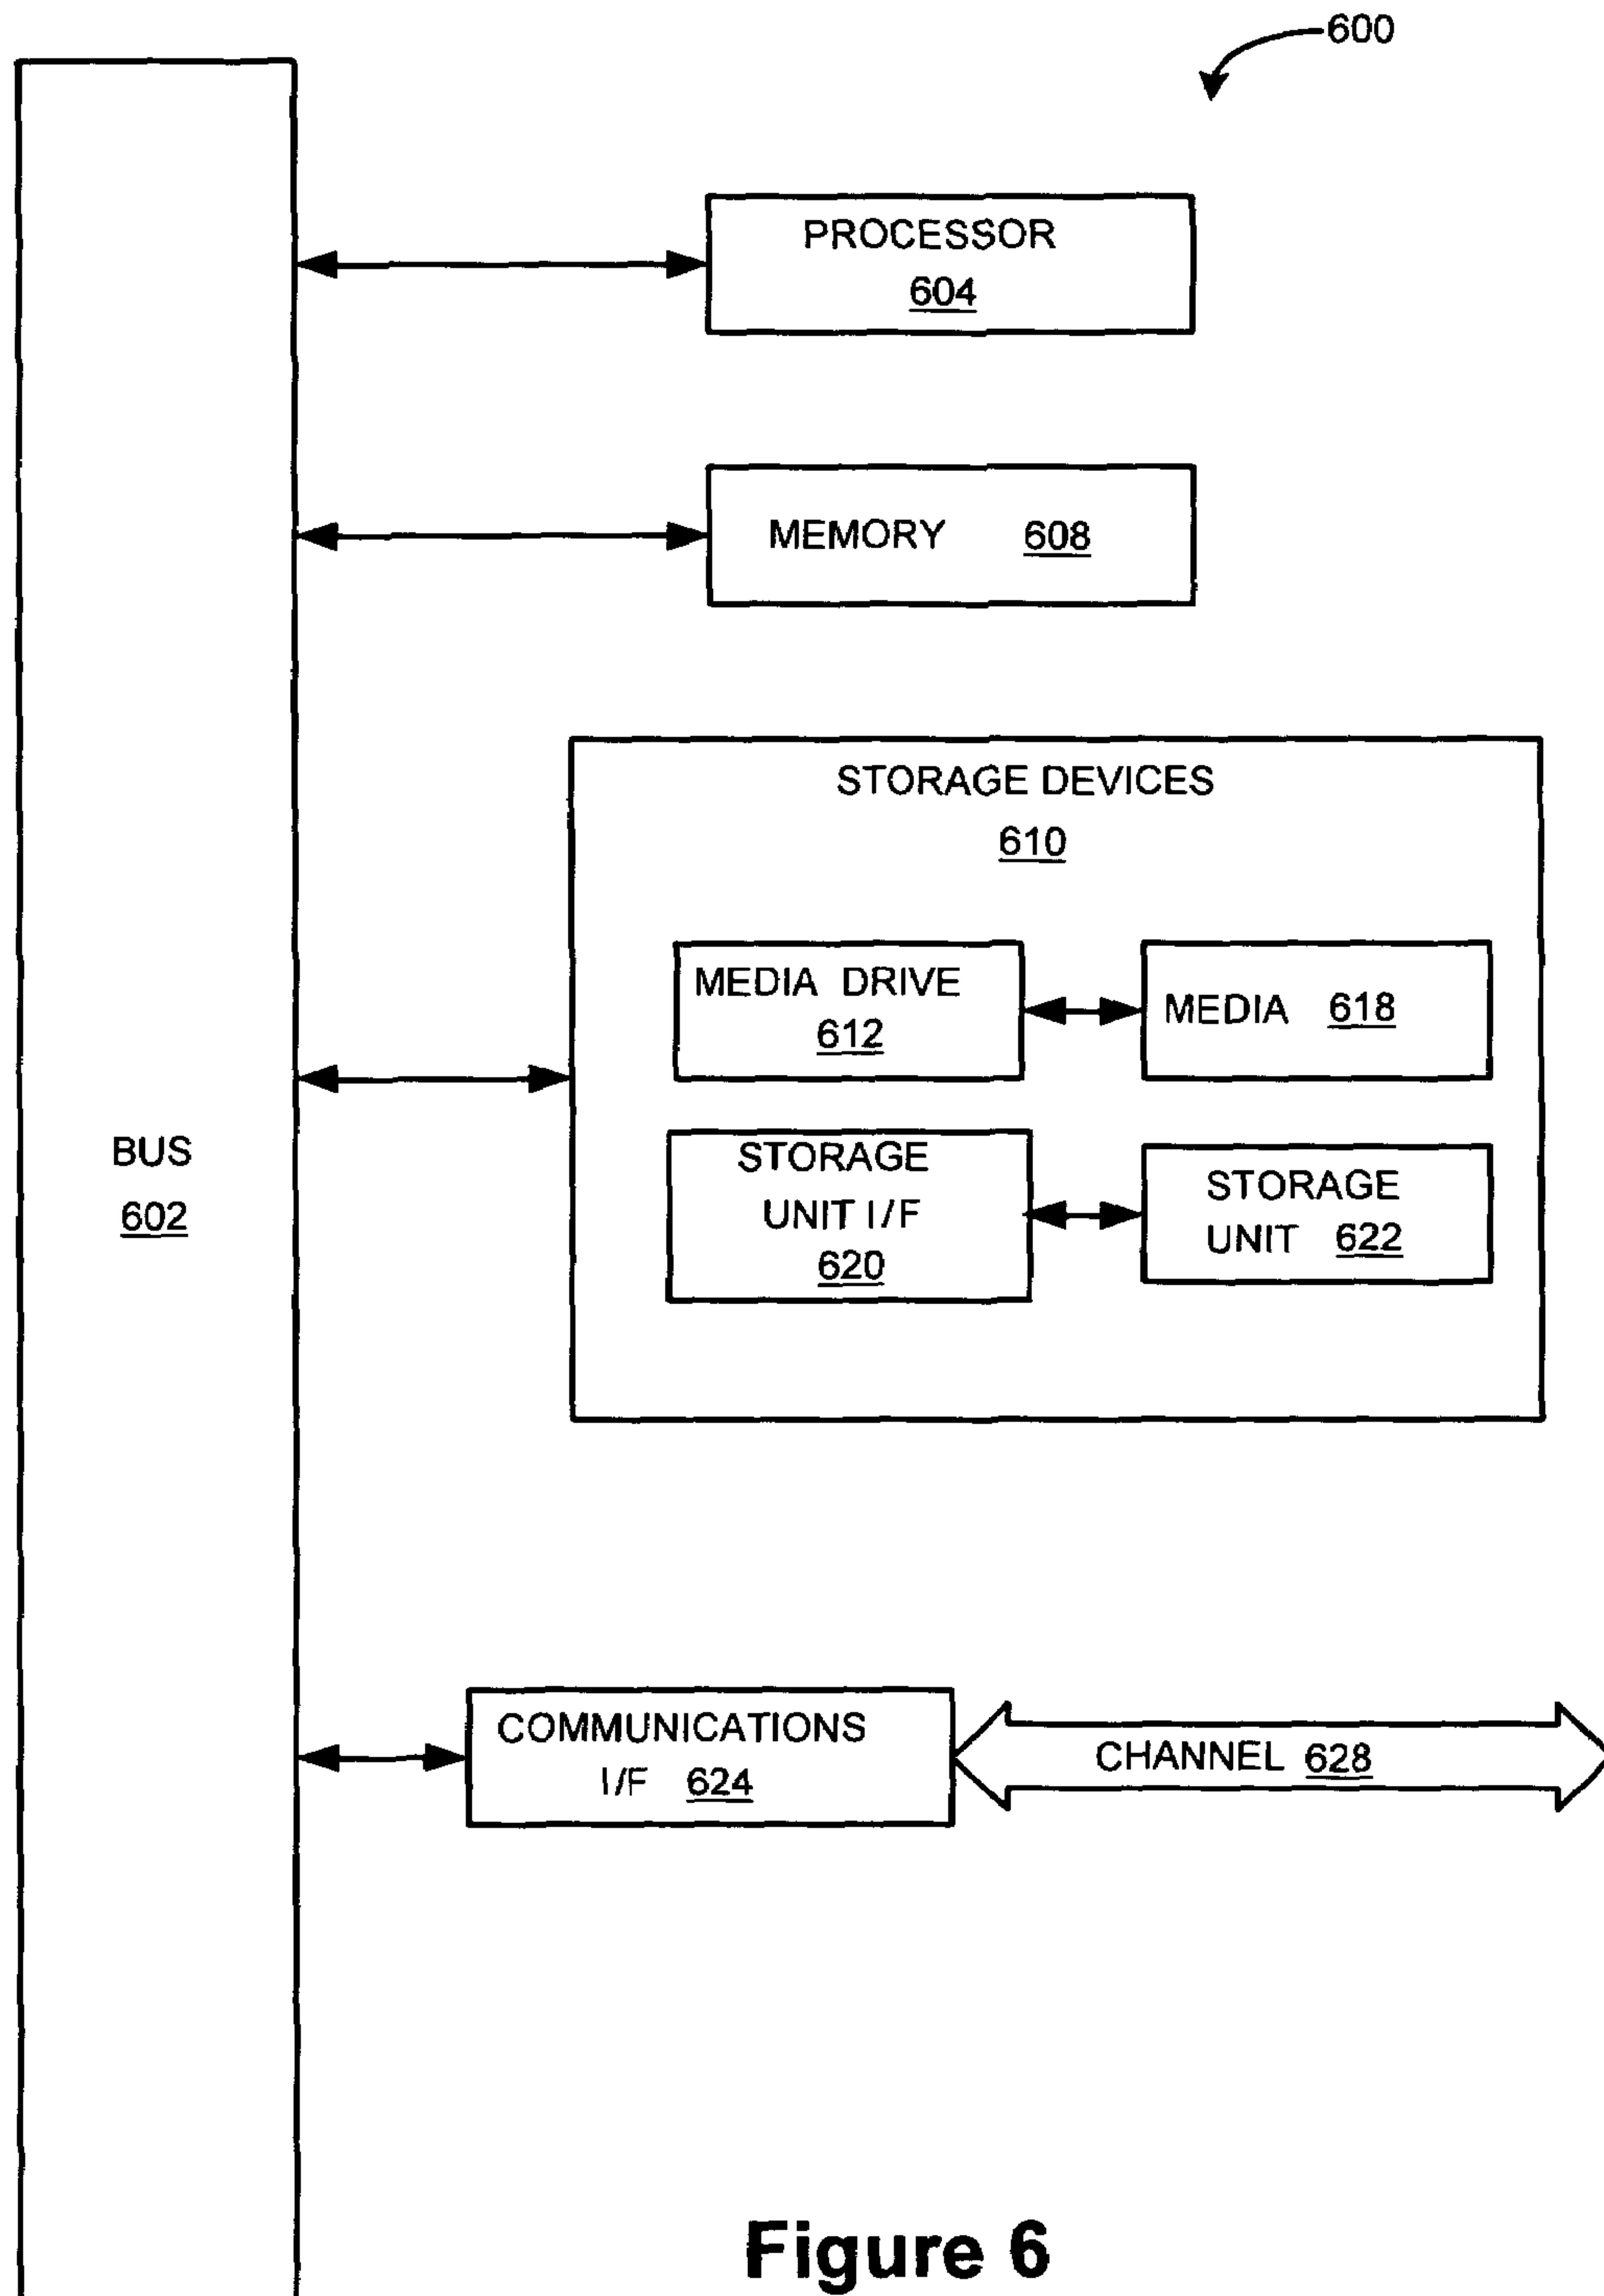 600
PROCESSOR
604
MEMORY 608
STORAGE DEVICES
610
MEDIA DRIVE
612
MEDIA 618
BUS
602
STORAGE
UNIT I/F
620
STORAGE
UNIT 622
COMMUNICATIONS
I/F 624
CHANNEL 628
Figure 6